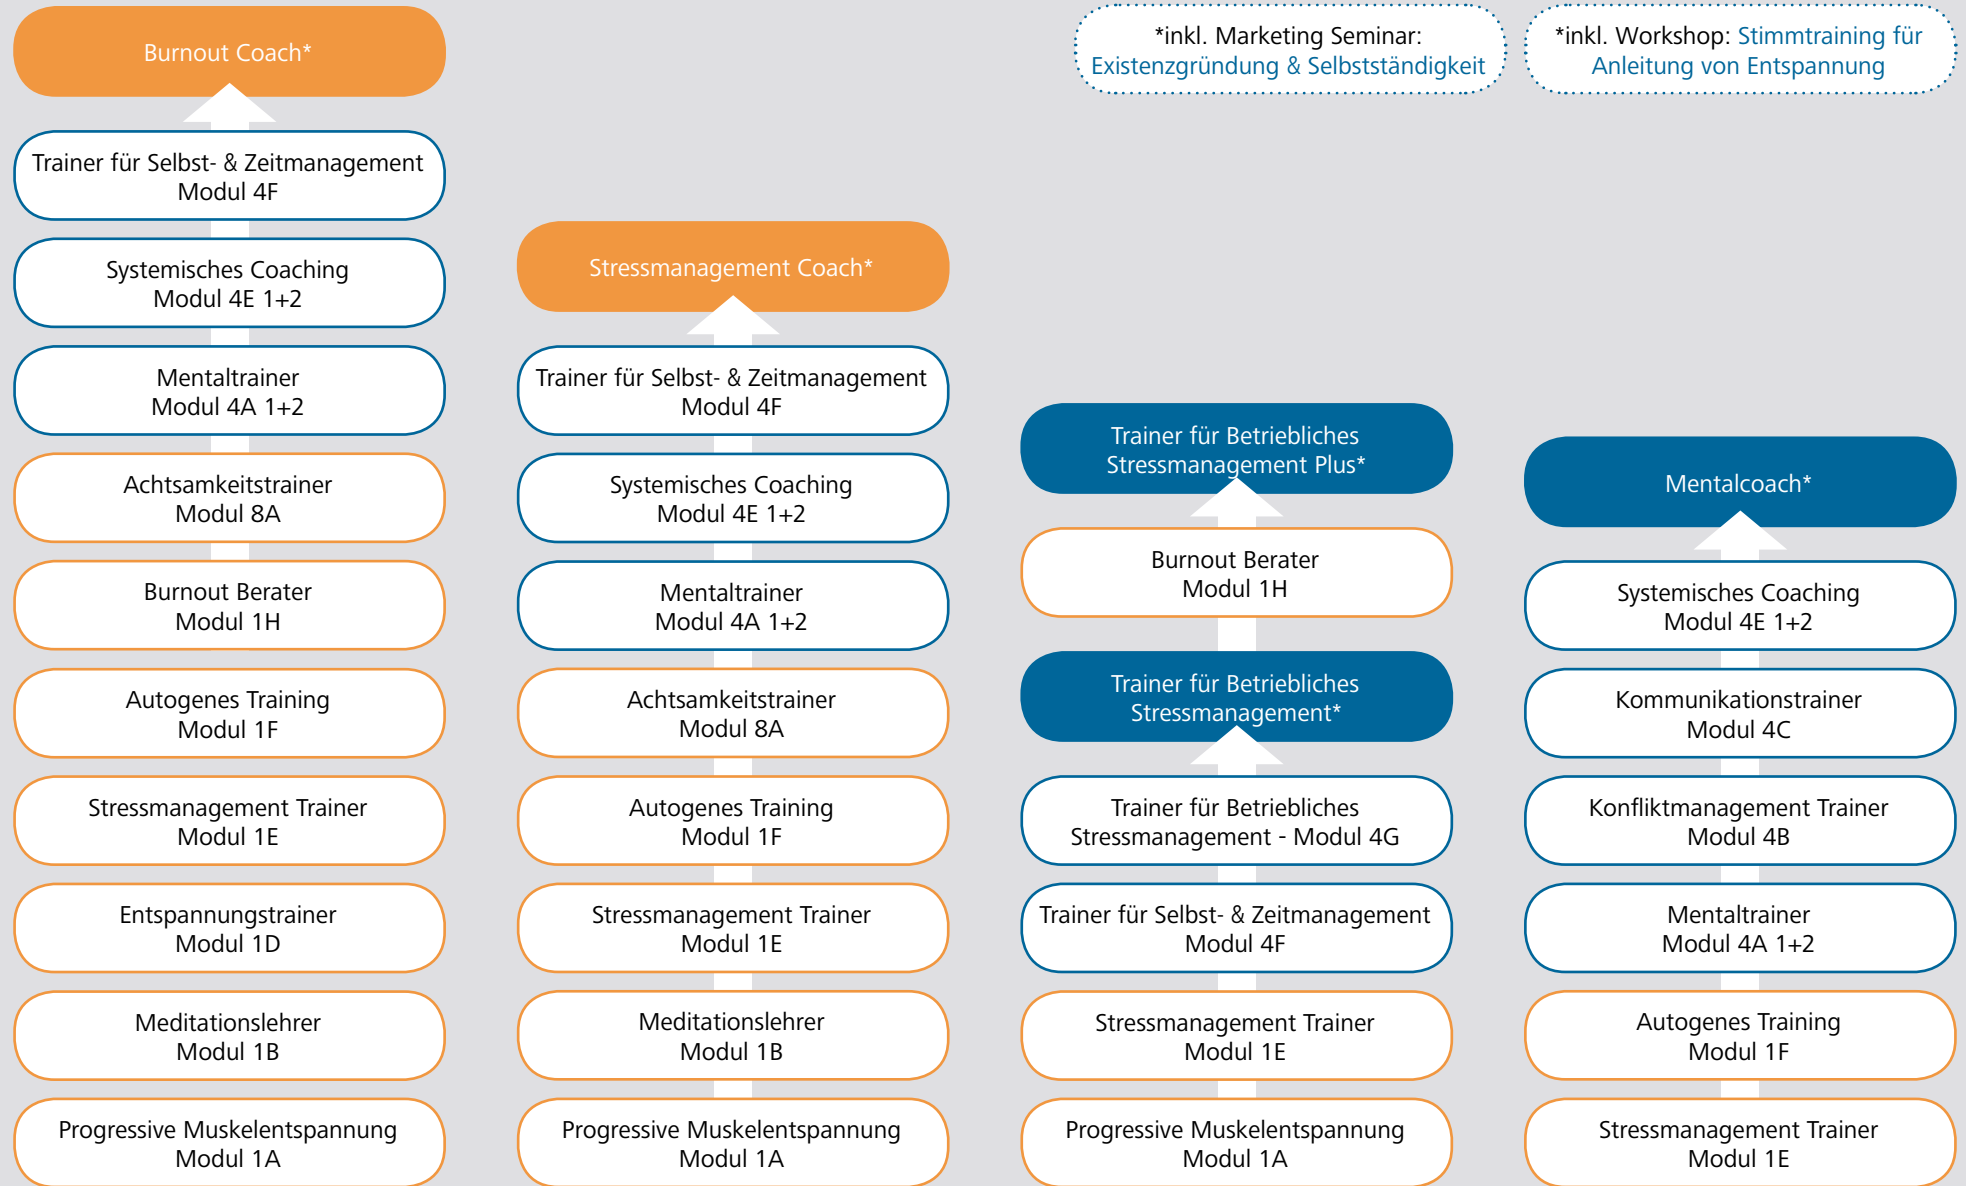 Burnout Coach*
Trainer für Selbst- & Zeitmanagement
Modul 4F
Systemisches Coaching
Modul 4E 1+2
Mentaltrainer
Modul 4A 1+2
Achtsamkeitstrainer
Modul 8A
Burnout Berater
Modul 1H
Autogenes Training
Modul 1F
Stressmanagement Trainer
Modul 1E
Entspannungstrainer
Modul 1D
Meditationslehrer
Modul 1B
Progressive Muskelentspannung
Modul 1A
Stressmanagement Coach*
Trainer für Selbst- & Zeitmanagement
Modul 4F
Systemisches Coaching
Modul 4E 1+2
Mentaltrainer
Modul 4A 1+2
Achtsamkeitstrainer
Modul 8A
Autogenes Training
Modul 1F
Stressmanagement Trainer
Modul 1E
Meditationslehrer
Modul 1B
Progressive Muskelentspannung
Modul 1A
*inkl. Marketing Seminar:
Existenzgründung & Selbstständigkeit
Trainer für Betriebliches
Stressmanagement Plus*
Burnout Berater
Modul 1H
Trainer für Betriebliches
Stressmanagement*
Trainer für Betriebliches
Stressmanagement - Modul 4G
Trainer für Selbst- & Zeitmanagement
Modul 4F
Stressmanagement Trainer
Modul 1E
Progressive Muskelentspannung
Modul 1A
*inkl. Workshop: Stimmtraining für
Anleitung von Entspannung
Mentalcoach*
Systemisches Coaching
Modul 4E 1+2
Kommunikationstrainer
Modul 4C
Konfliktmanagement Trainer
Modul 4B
Mentaltrainer
Modul 4A 1+2
Autogenes Training
Modul 1F
Stressmanagement Trainer
Modul 1E